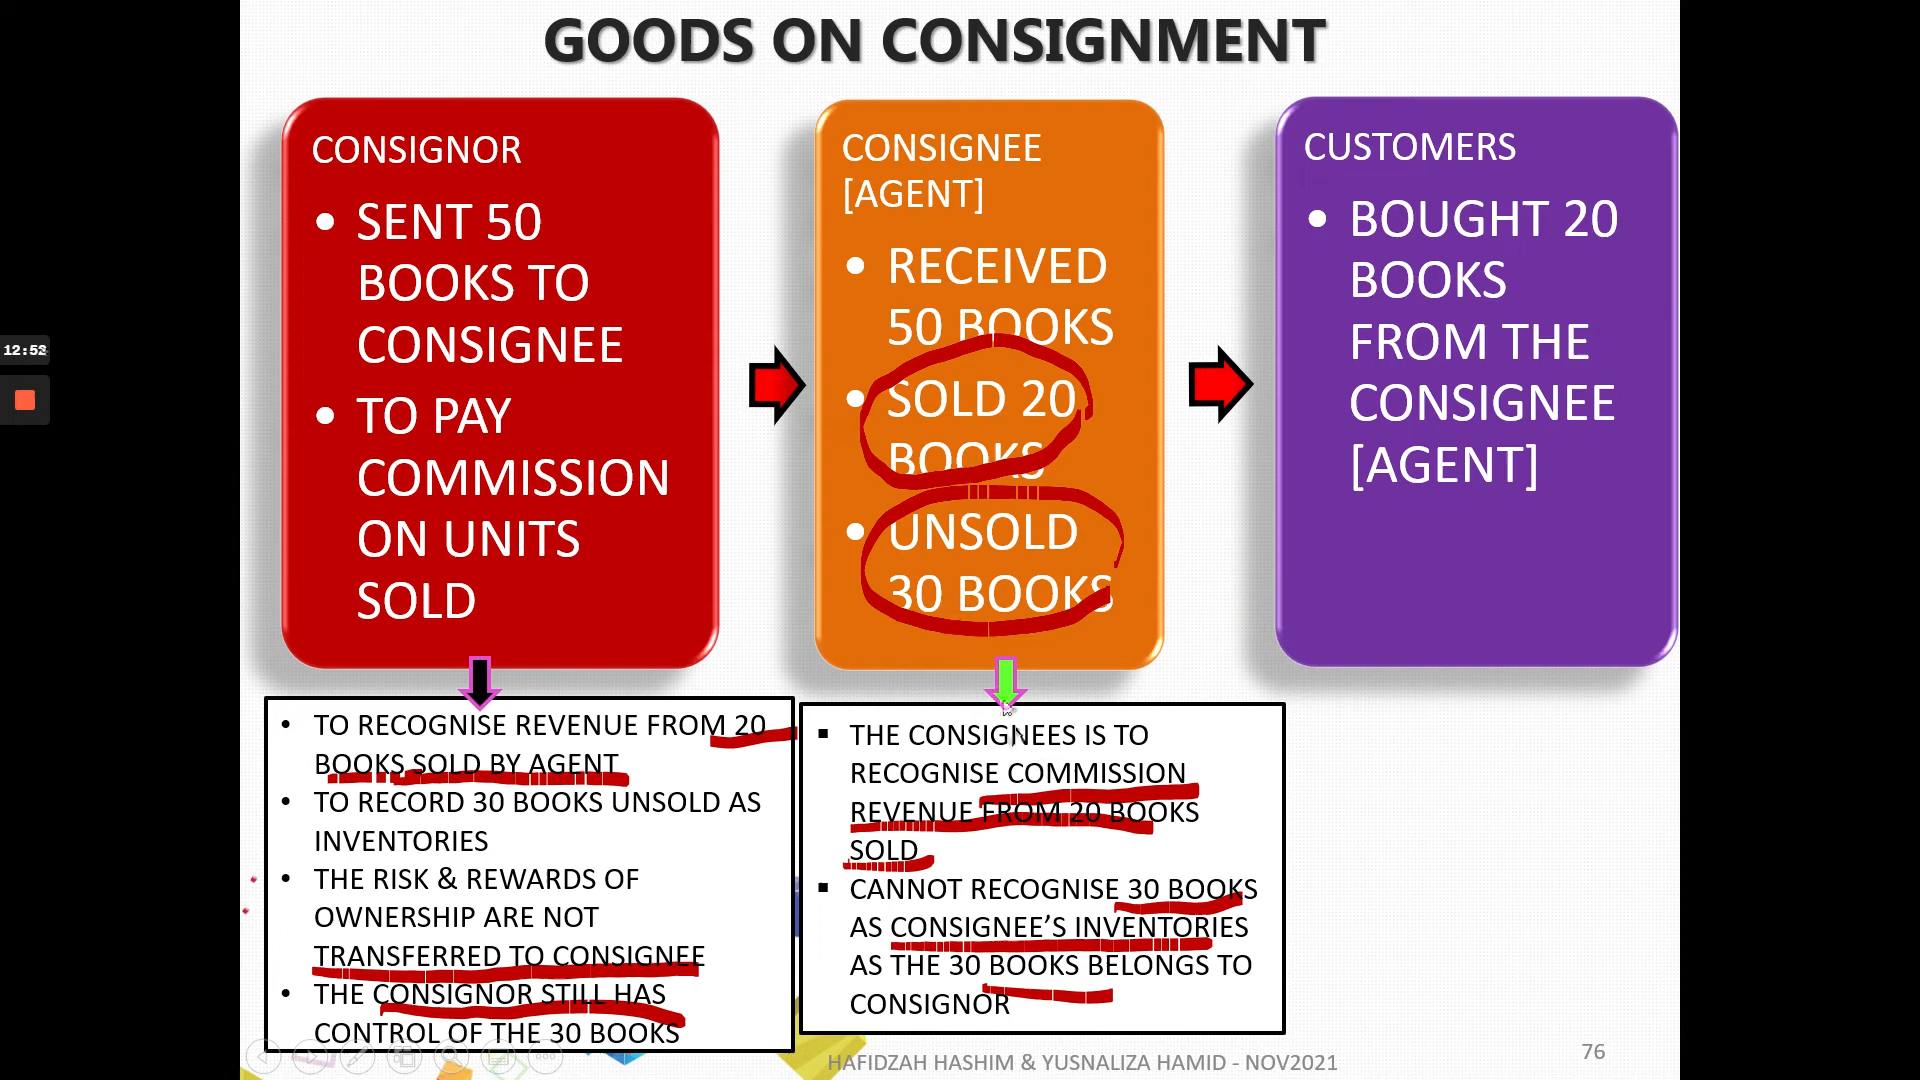 GOODS ON CONSIGNMENT
CONSIGNOR
• SENT 50
BOOKS TO
CONSIGNEE
• TO PAY
COMMISSION
ON UNITS
SOLD
CONSIGNEE
[AGENT]
• RECEIVED
50 BOOKS
• SOLD 20
BOOKS
• UNSOLD
30 BOOKS
CUSTOMERS
• BOUGHT 20
BOOKS
FROM THE
CONSIGNEE
[AGENT]
12:52
• TO RECOGNISE REVENUE FROM 20
BOOKS SOLD BY AGENT
• TO RECORD 30 BOOKS UNSOLD AS
INVENTORIES
• THE RISK & REWARDS OF
OWNERSHIP ARE NOT
TRANSFERRED TO CONSIGNEE
• THE CONSIGNOR STILL HAS
CONTROL OF THE 30 BOOKS
▪ THE CONSIGNEES IS TO
RECOGNISE COMMISSION
REVENUE FROM 20 BOOKS
SOLD
▪ CANNOT RECOGNISE 30 BOOKS
AS CONSIGNEE’S INVENTORIES
AS THE 30 BOOKS BELONGS TO
CONSIGNOR
HAFIDZAH HASHIM & YUSNALIZA HAMID - NOV2021
76